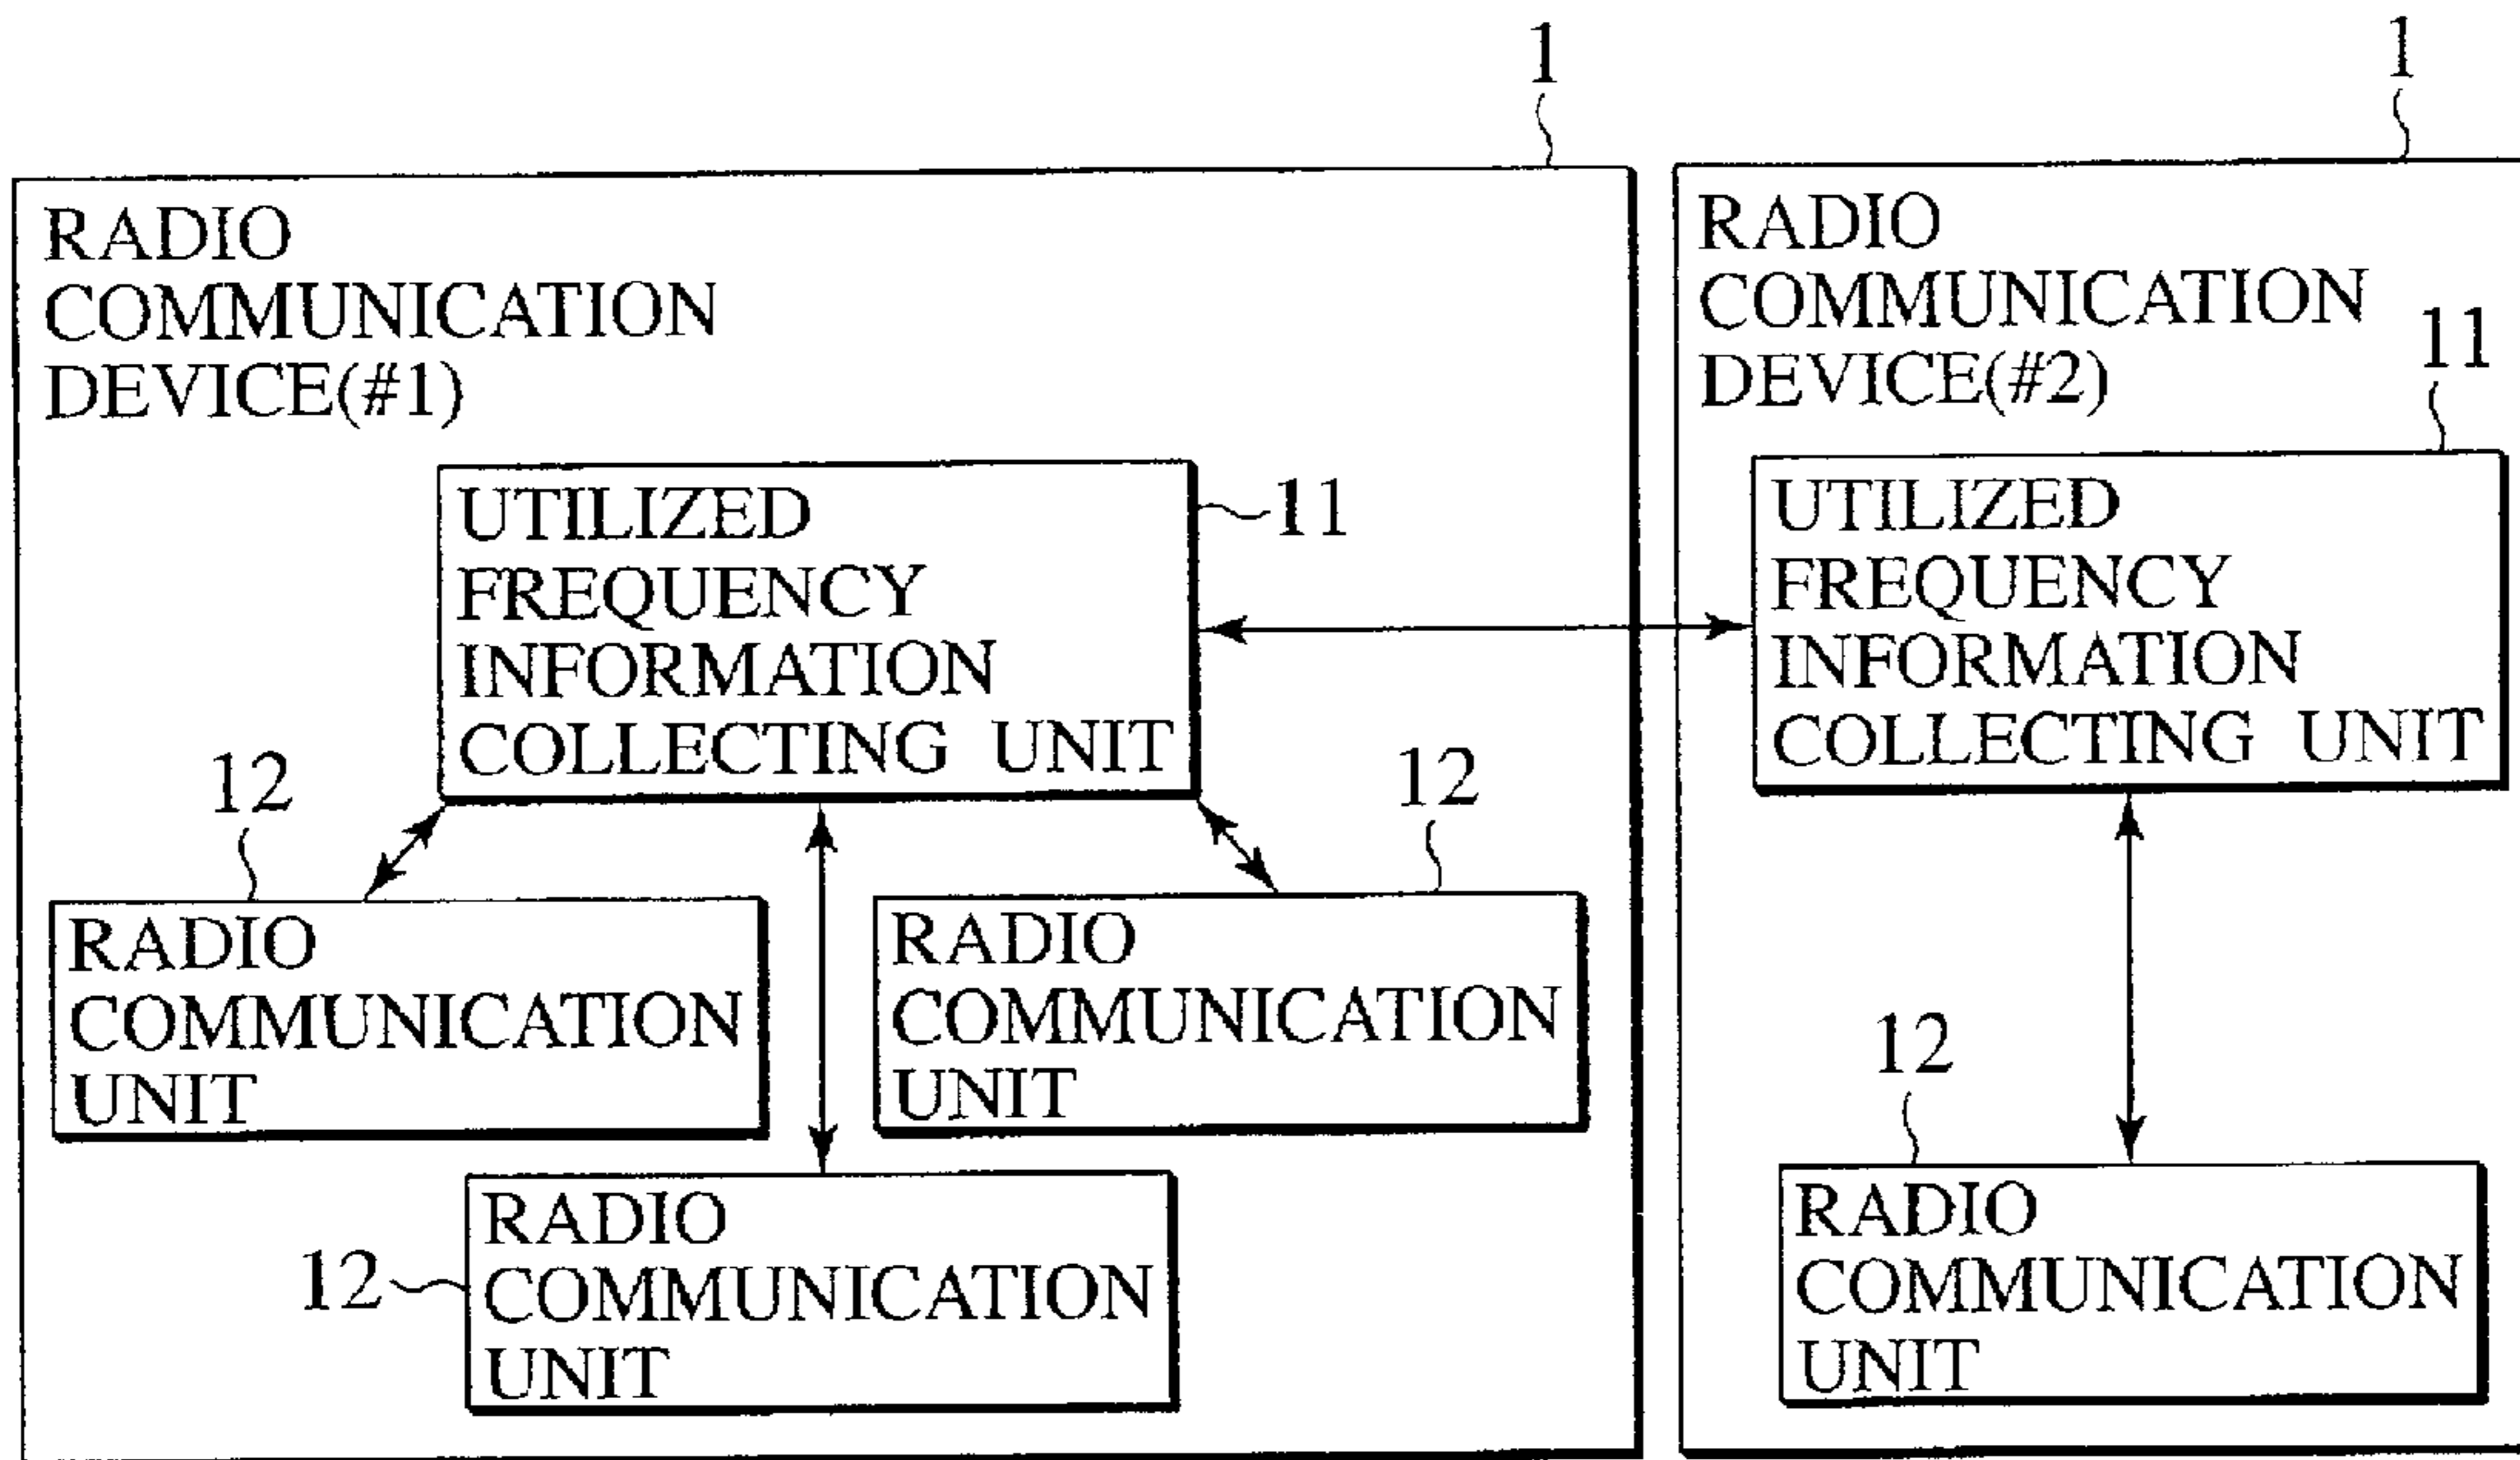 1
RADIO
COMMUNICATION
DEVICE(#1)
UTILIZED
FREQUENCY
INFORMATION
COLLECTING UNIT
11
12
RADIO
COMMUNICATION
UNIT
12
RADIO
COMMUNICATION
UNIT
12
RADIO
COMMUNICATION
UNIT
1
RADIO
COMMUNICATION
DEVICE(#2)
11
UTILIZED
FREQUENCY
INFORMATION
COLLECTING UNIT
12
RADIO
COMMUNICATION
UNIT